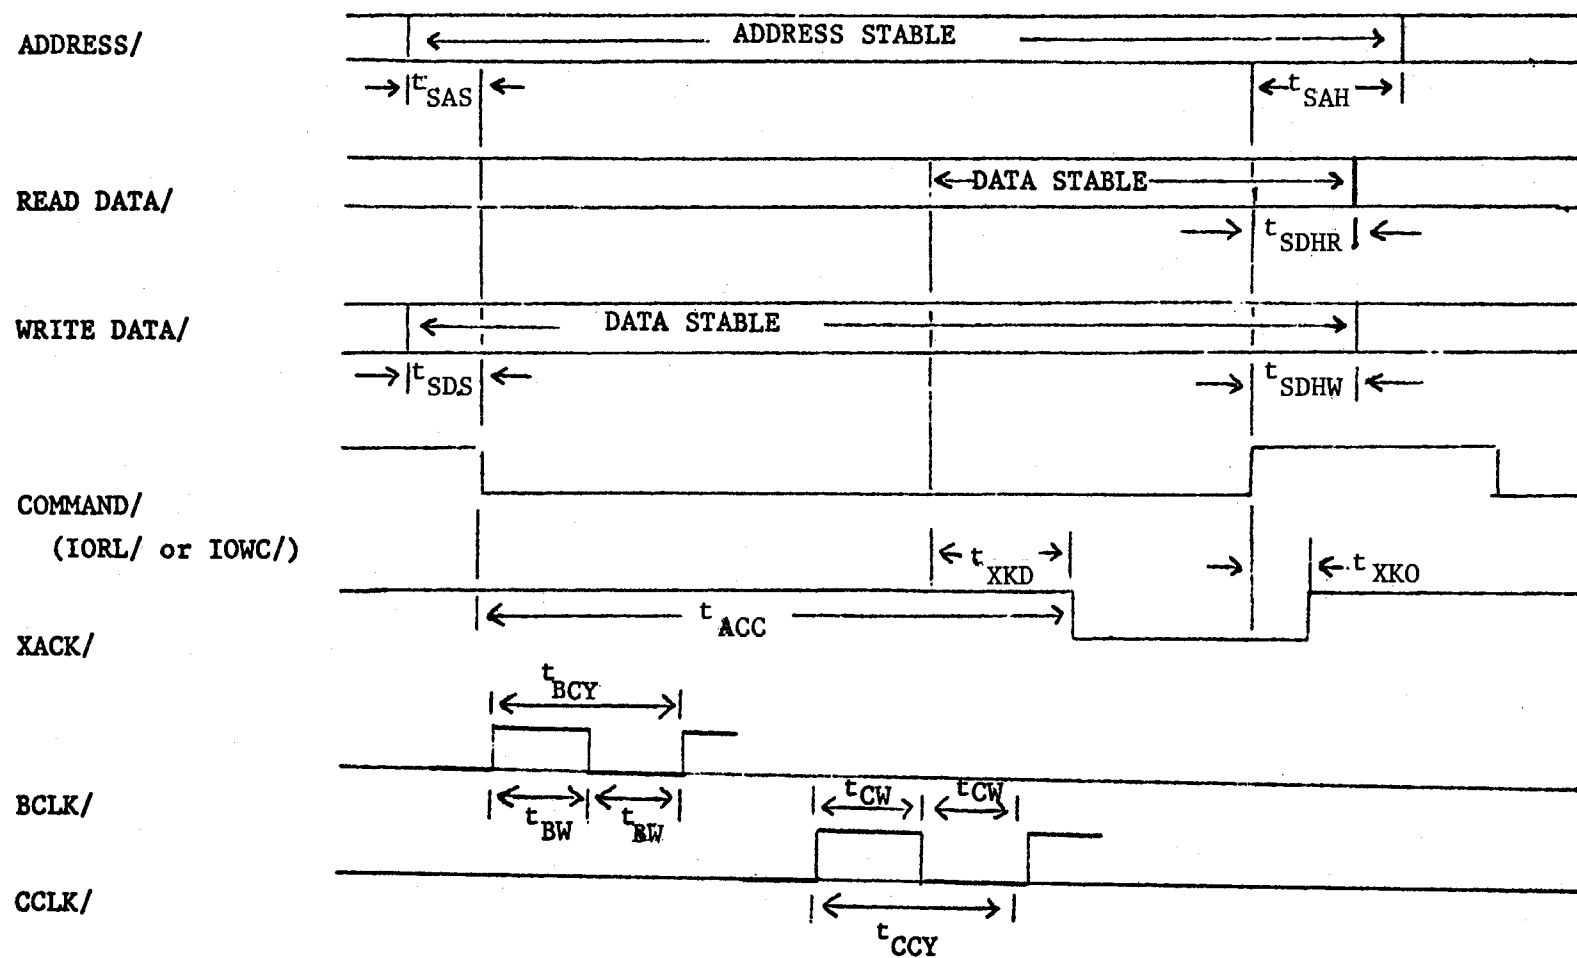 ADDRESS/
ADDRESS STABLE
tSAS
tSAH
READ DATA/
DATA STABLE
tSDHR
WRITE DATA/
DATA STABLE
tSDS
tSDHW
COMMAND/
(IORL/ or IOWC/)
tXKD
tXKO
XACK/
tACC
tBCY
BCLK/
tBW
tBW
tCW
tCW
CCLK/
tCCY